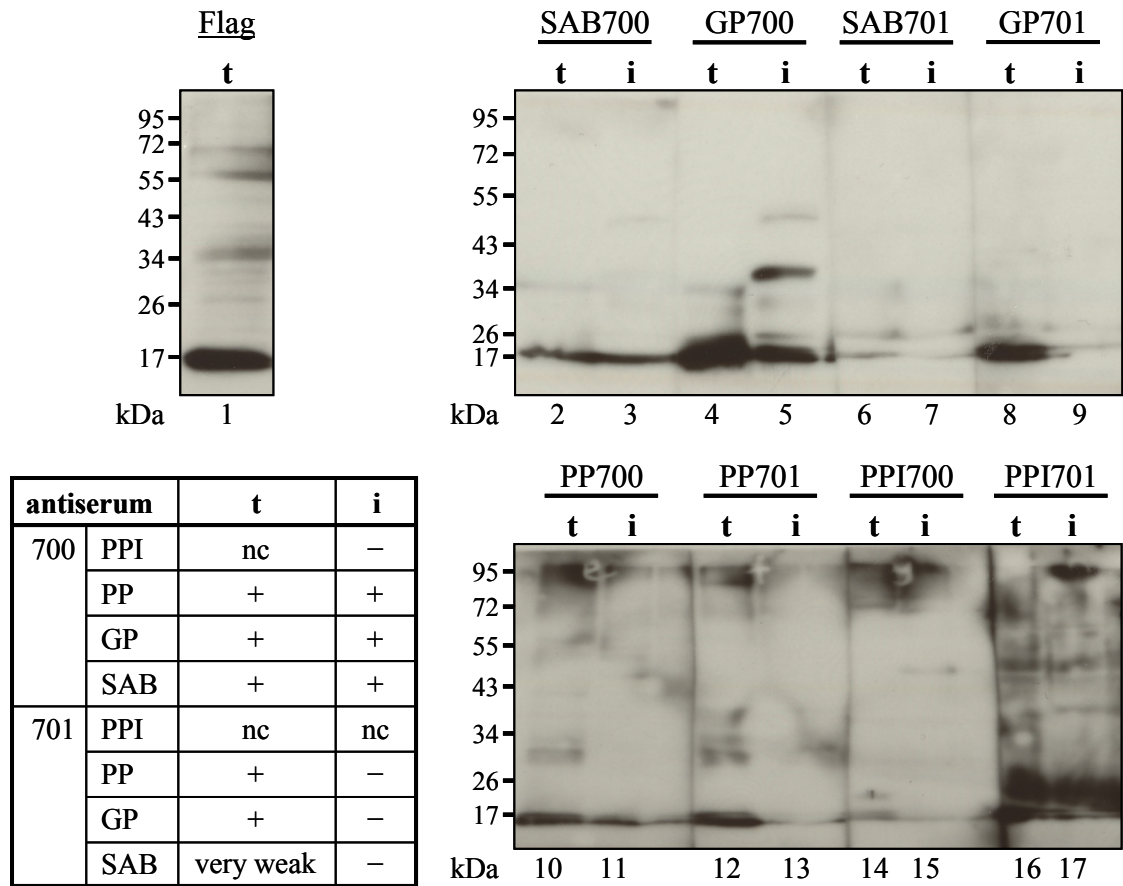 Flag
t
95
72
55
43
34
26
17
kDa 1
SAB700 GP700 SAB701 GP701
t i t i t i t i
95
72
55
43
34
26
17
kDa 2 3 4 5 6 7 8 9
antiserum t i
700 PPI nc –
PP + +
GP + +
SAB + +
701 PPI nc nc
PP + –
GP + –
SAB very weak –
PP700 PP701 PPI700 PPI701
t i t i t i t i
e f g
95
72
55
43
34
26
17
kDa 10 11 12 13 14 15 16 17